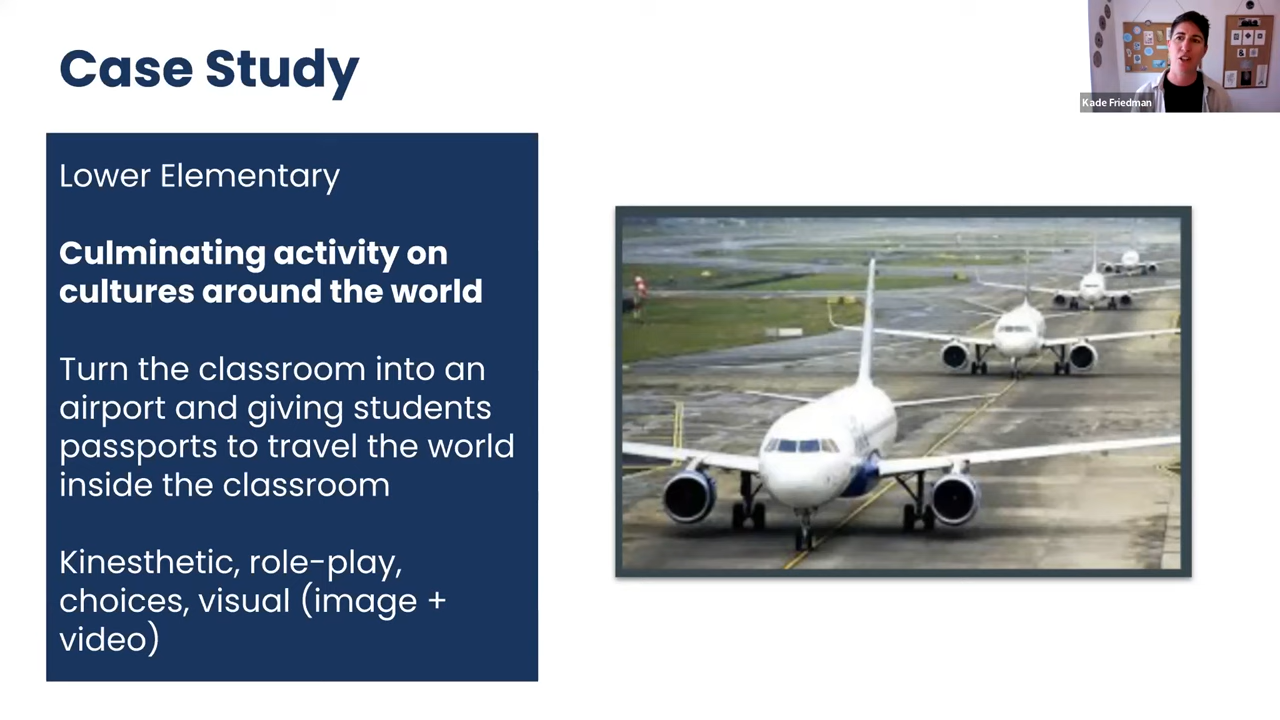 Case Study
Kade Friedman
Lower Elementary
Culminating activity on
cultures around the world
Turn the classroom into an
airport and giving students
passports to travel the world
inside the classroom
Kinesthetic, role-play,
choices, visual (image +
video)